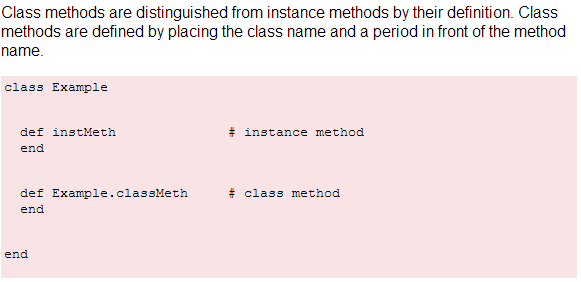 Class methods are distinguished from instance methods by their definition. Class
methods are defined by placing the class name and a period in front of the method
name.
class Example
def instMeth # instance method
end
def Example.classMeth # class method
end
end